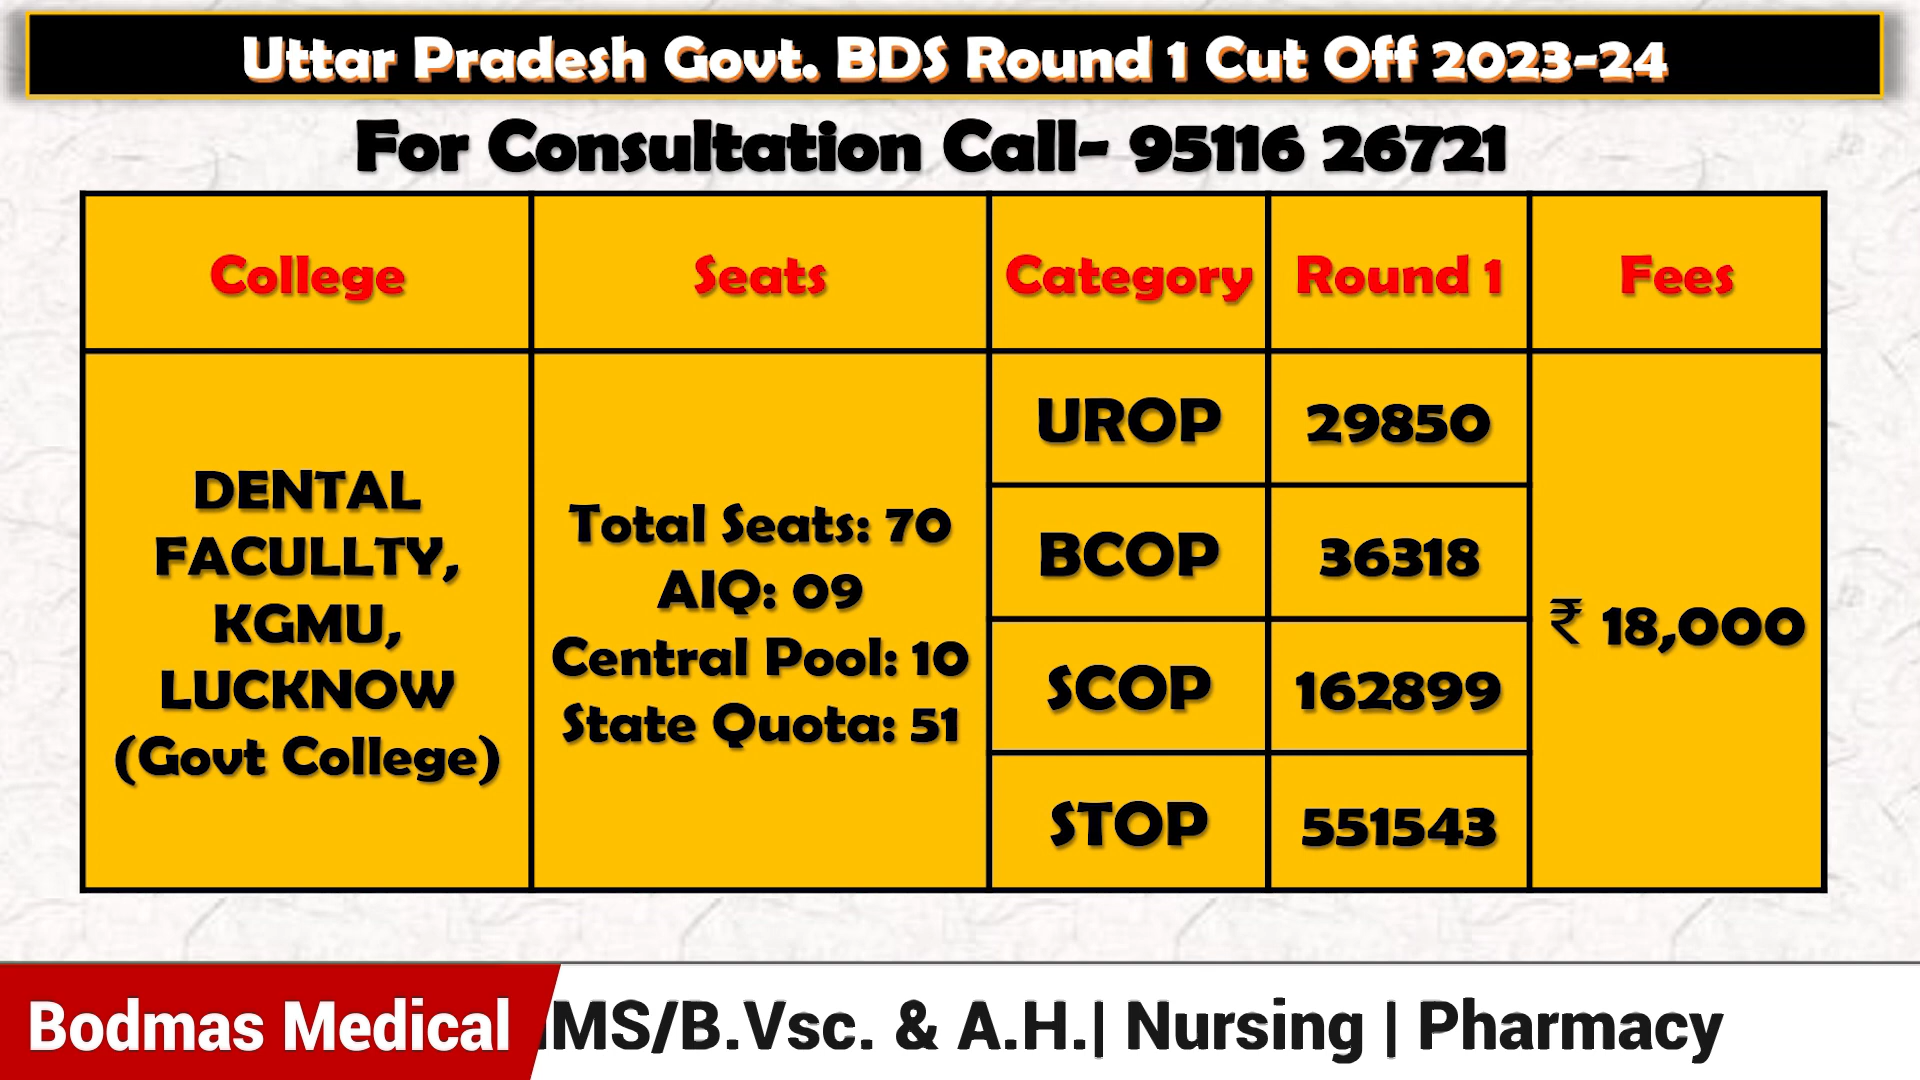 Uttar Pradesh Govt. BDS Round 1 Cut Off 2023-24
For Consultation Call- 95116 26721
College Seats Category Round 1 Fees
DENTAL
FACULLTY,
KGMU,
LUCKNOW
(Govt College)
Total Seats: 70
AIQ: 09
Central Pool: 10
State Quota: 51
UROP 29850
BCOP 36318
SCOP 162899
STOP 551543
₹ 18,000
Bodmas Medical MS/B.Vsc. & A.H.| Nursing | Pharmacy